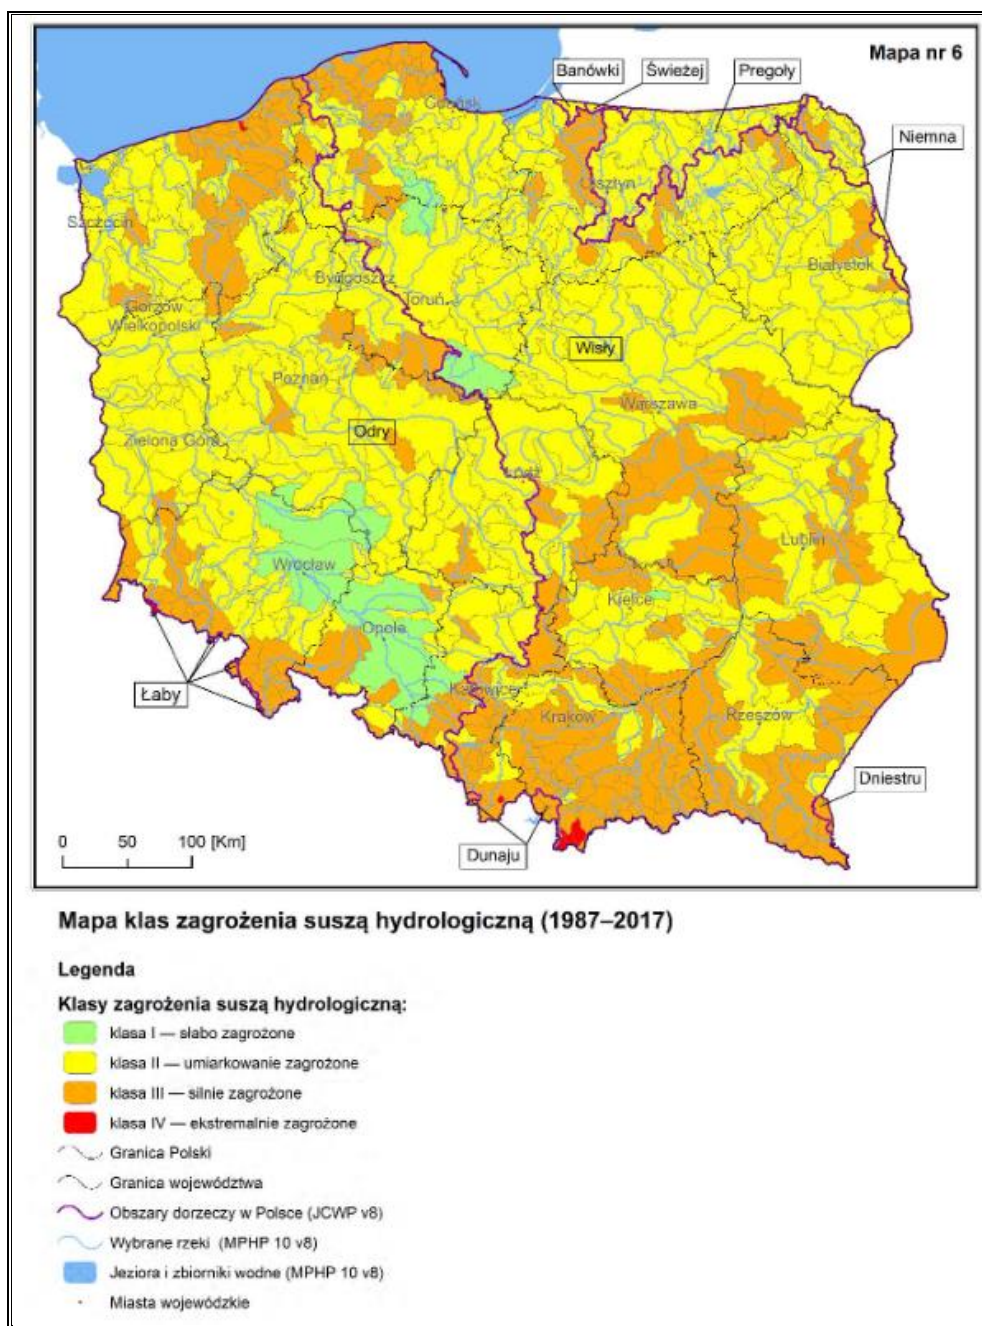 Mapa nr 6
Banówki
Świeżej
Pregoły
Niemna
Gdańsk
Olsztyn
Szczecin
Białystok
Bydgoszcz
Toruń
Gorzów
Wielkopolski
Wisły
Poznań
Warszawa
Odry
Zielona Góra
Łódź
Wrocław
Lublin
Kielce
Opole
Katowice
Łaby
Kraków
Rzeszów
Dniestru
Dunaju
0 50 100 [Km]
Mapa klas zagrożenia suszą hydrologiczną (1987–2017)
Legenda
Klasy zagrożenia suszą hydrologiczną:
klasa I — słabo zagrożone
klasa II — umiarkowanie zagrożone
klasa III — silnie zagrożone
klasa IV — ekstremalnie zagrożone
Granica Polski
Granica województwa
Obszary dorzeczy w Polsce (JCWP v8)
Wybrane rzeki (MPHP 10 v8)
Jeziora i zbiorniki wodne (MPHP 10 v8)
Miasta wojewódzkie